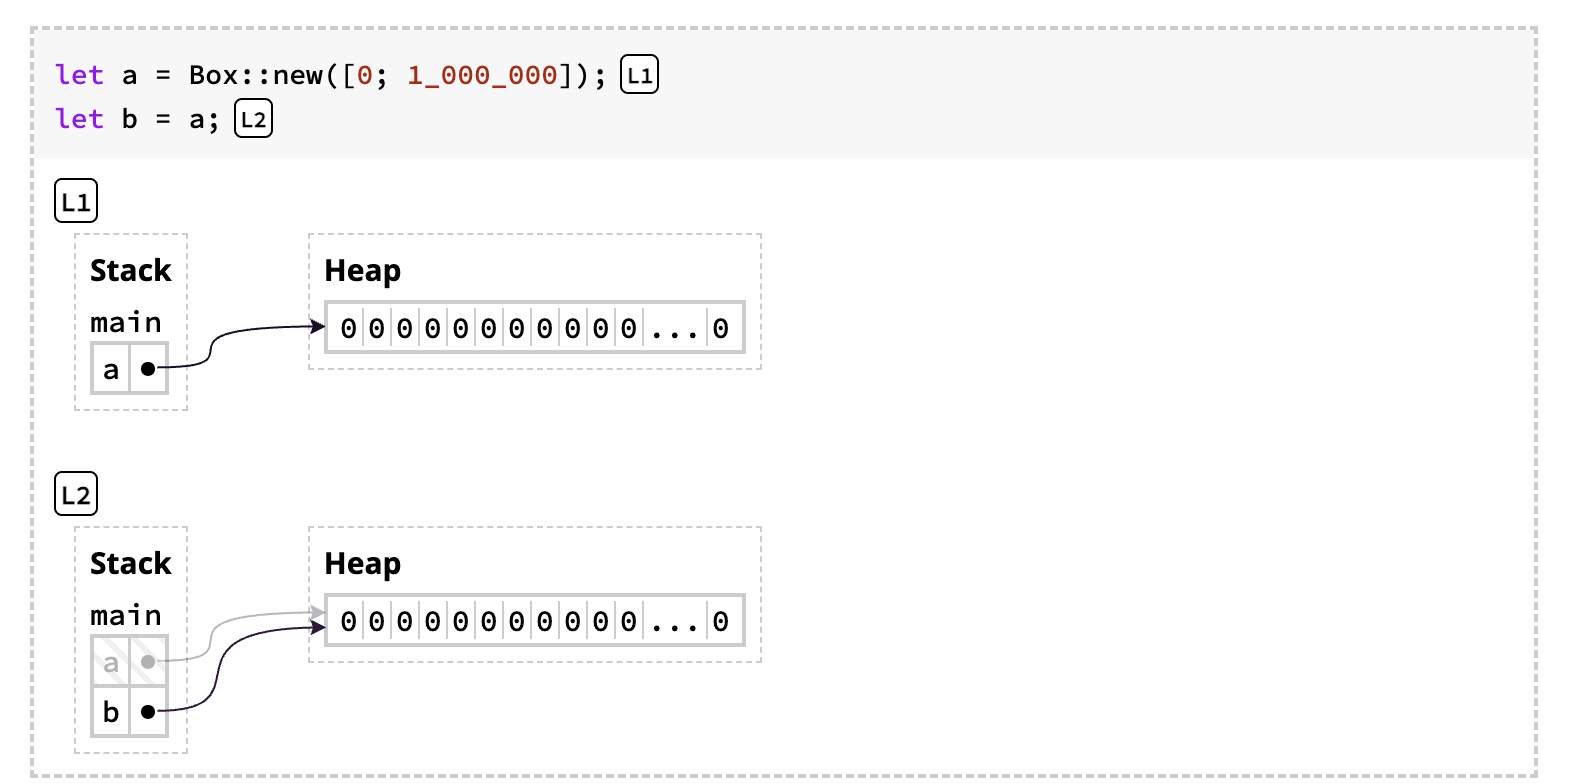 let a = Box::new([0; 1_000_000]); L1
let b = a; L2
L1
Stack Heap
main
0 0 0 0 0 0 0 0 0 0 0 ... 0
a
L2
Stack Heap
main
0 0 0 0 0 0 0 0 0 0 0 ... 0
a
b